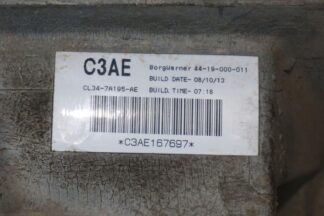 C3AE
BorgWarner 44-19-000-011
BUILD DATE- 08/10/13
CL34-7A195-AE
BUILD.TIME- 07:18
*C3AE167697*